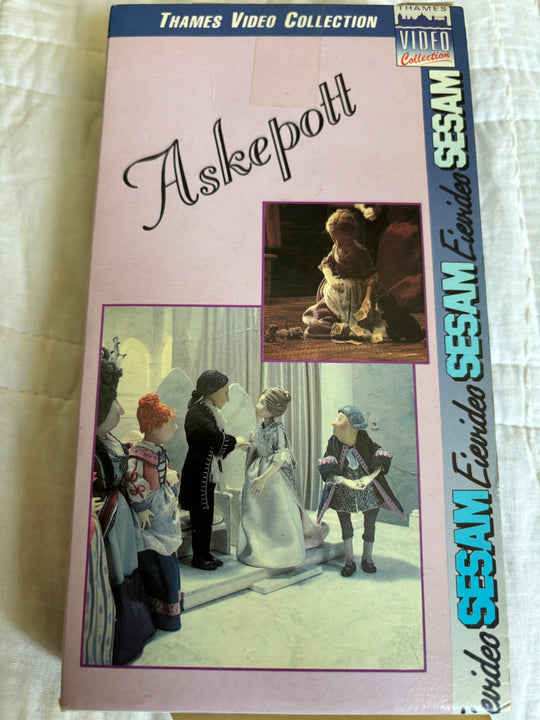 THAMES VIDEO COLLECTION
THAMES
VIDEO
Collection
Askepott
SESAM
Eievideo
SESAM
Eievideo
SESAM
Eievideo